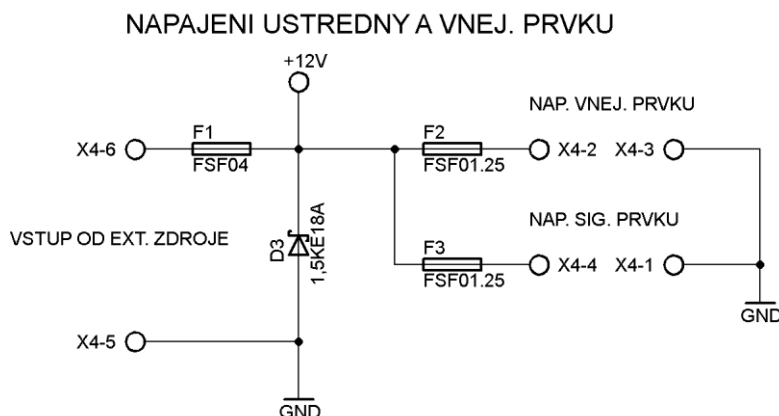 NAPAJENI USTREDNY A VNEJ. PRVKU
+12V
NAP. VNEJ. PRVKU
F1
F2
X4-6
X4-2
X4-3
FSF04
FSF01.25
NAP. SIG. PRVKU
VSTUP OD EXT. ZDROJE
D3
1,5KE18A
F3
X4-4
X4-1
FSF01.25
GND
X4-5
GND